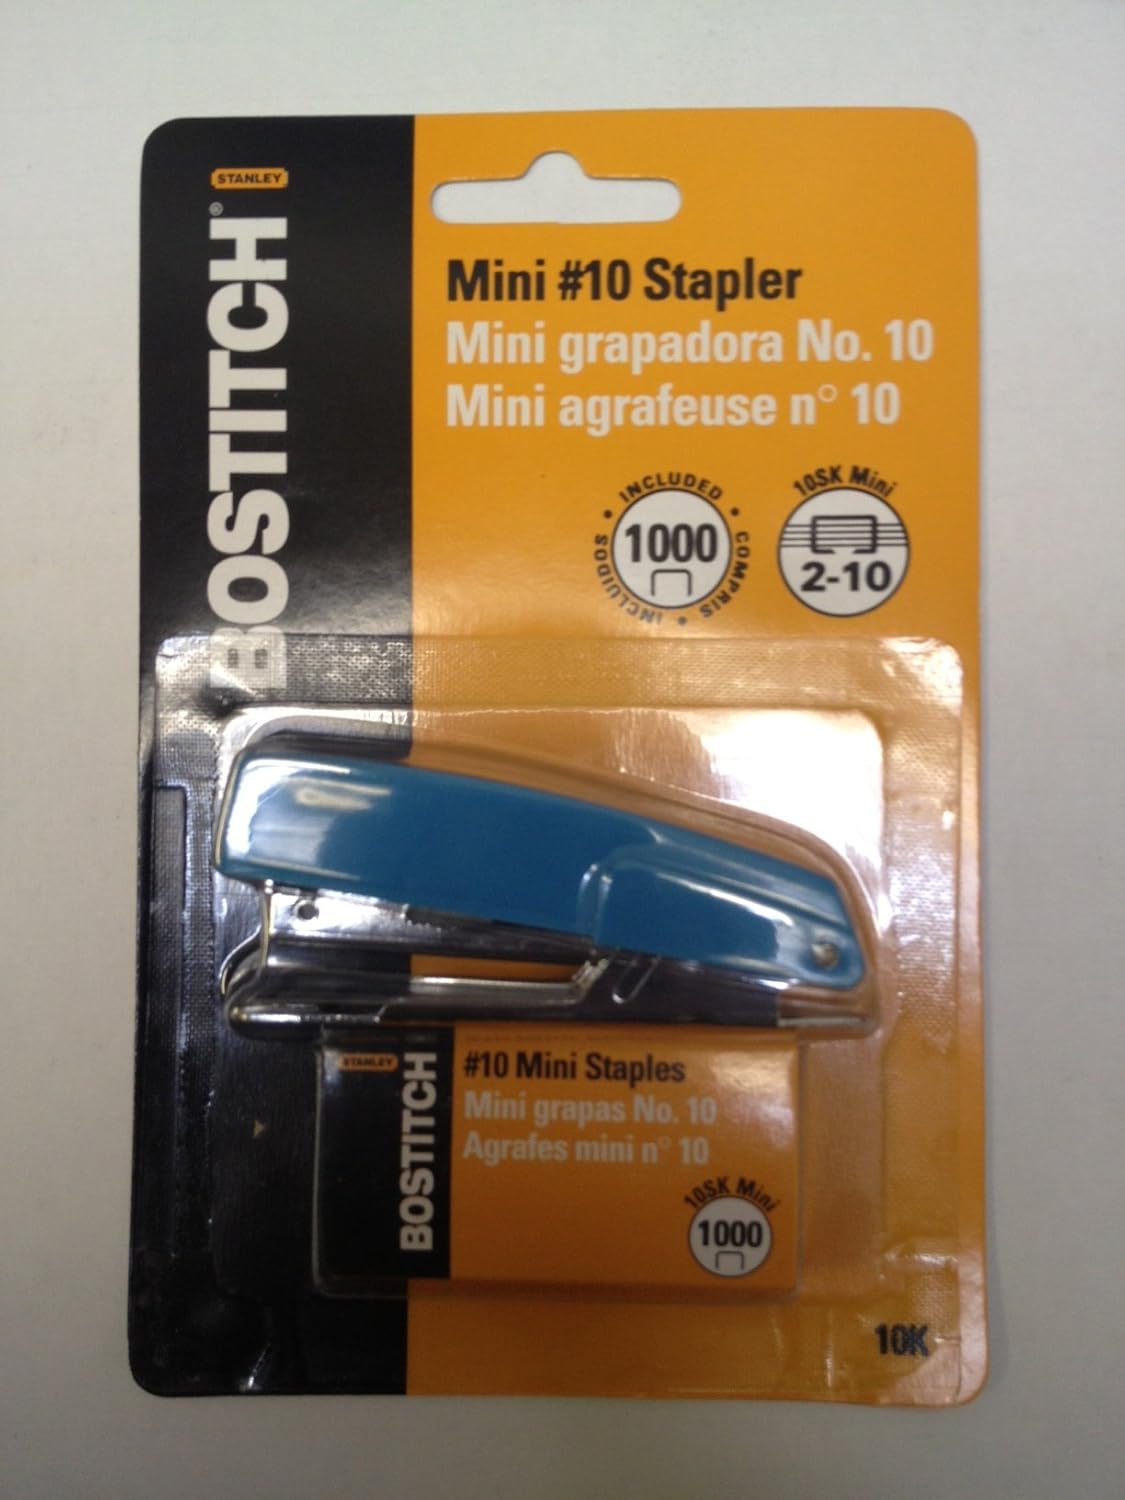 STANLEY
BOSTITCH®
Mini #10 Stapler
Mini grapadora No. 10
Mini agrafeuse n° 10
INCLUDED • COMPRIS • INCLUIDOS •
1000
10SK Mini
2-10
STANLEY
BOSTITCH
#10 Mini Staples
Mini grapas No. 10
Agrafes mini n° 10
10SK Mini
1000
10K